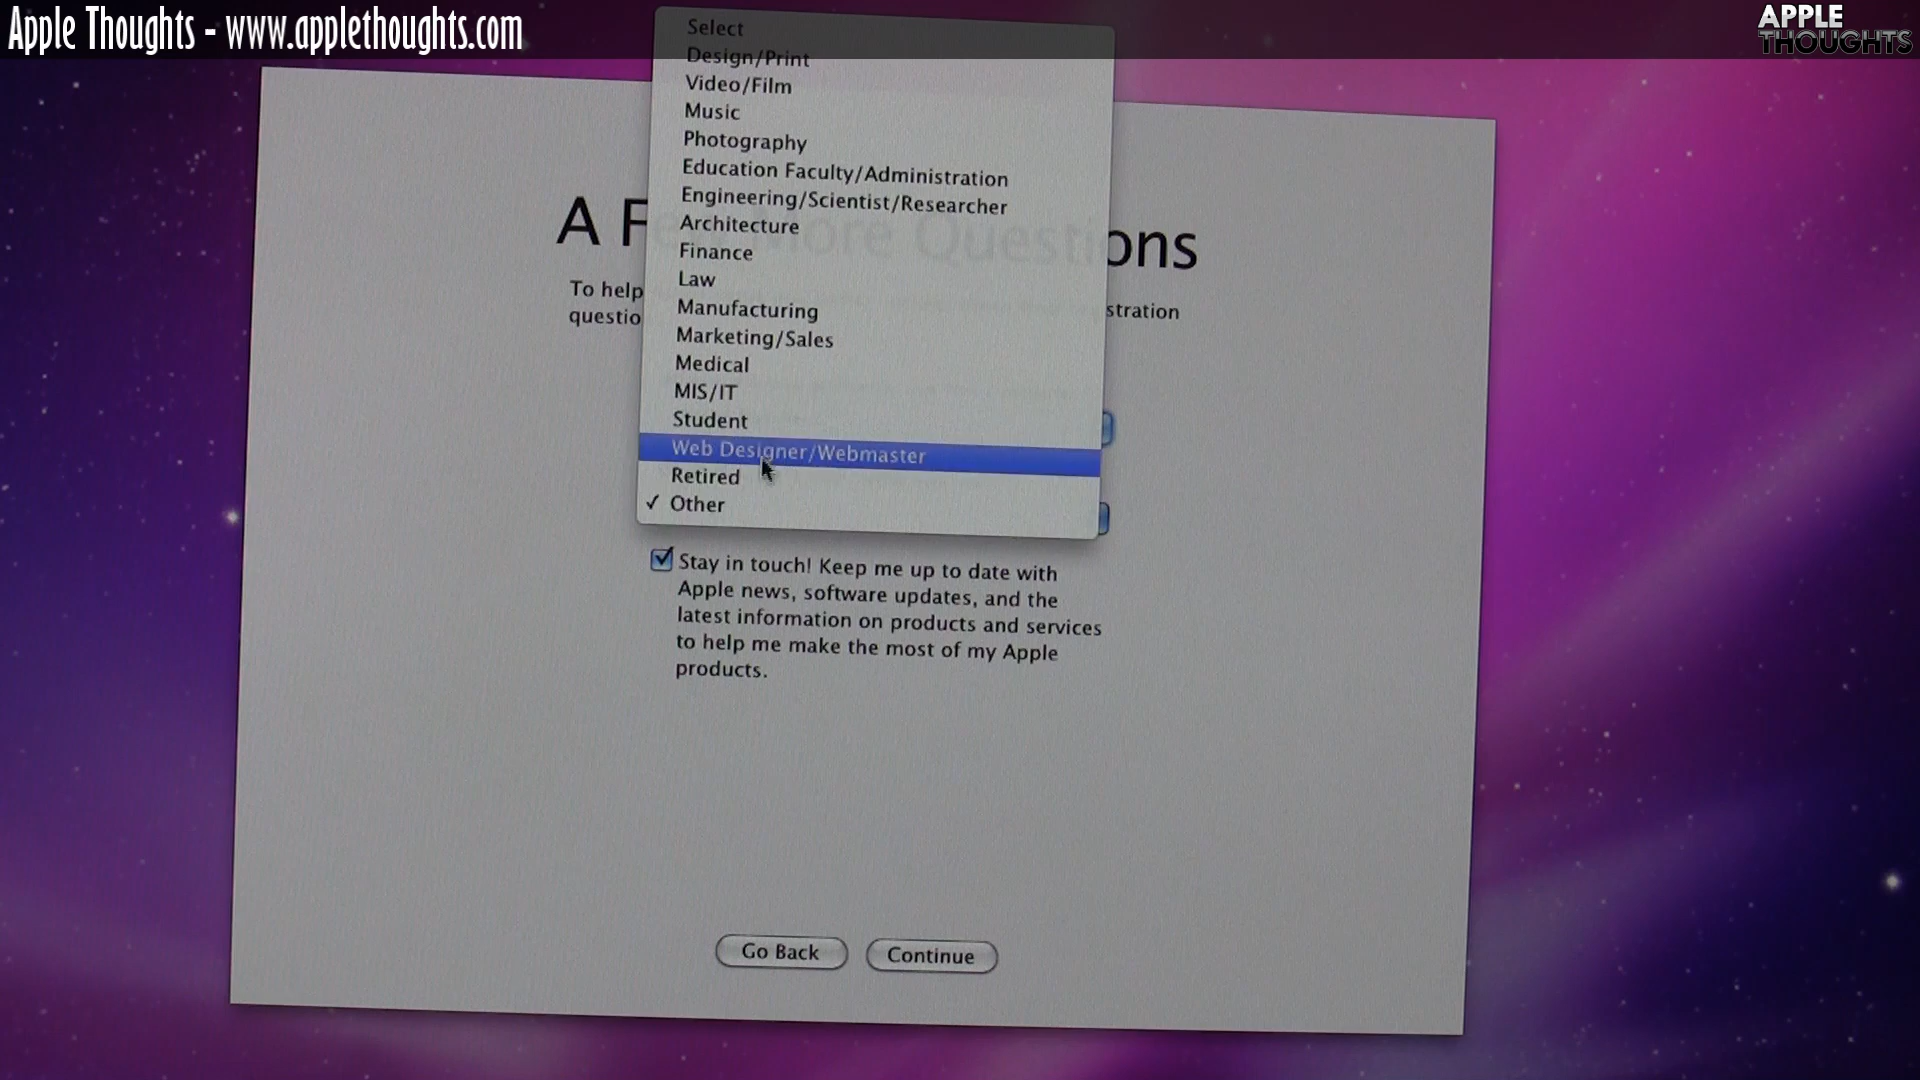 Apple Thoughts - www.applethoughts.com
APPLE
THOUGHTS
Select
Design/Print
Video/Film
Music
Photography
Education Faculty/Administration
Engineering/Scientist/Researcher
Architecture
Finance
Law
Manufacturing
Marketing/Sales
Medical
MIS/IT
Student
Web Designer/Webmaster
Retired
✓ Other
A Few More Questions
To help stration
questio
Stay in touch! Keep me up to date with
Apple news, software updates, and the
latest information on products and services
to help me make the most of my Apple
products.
Go Back
Continue